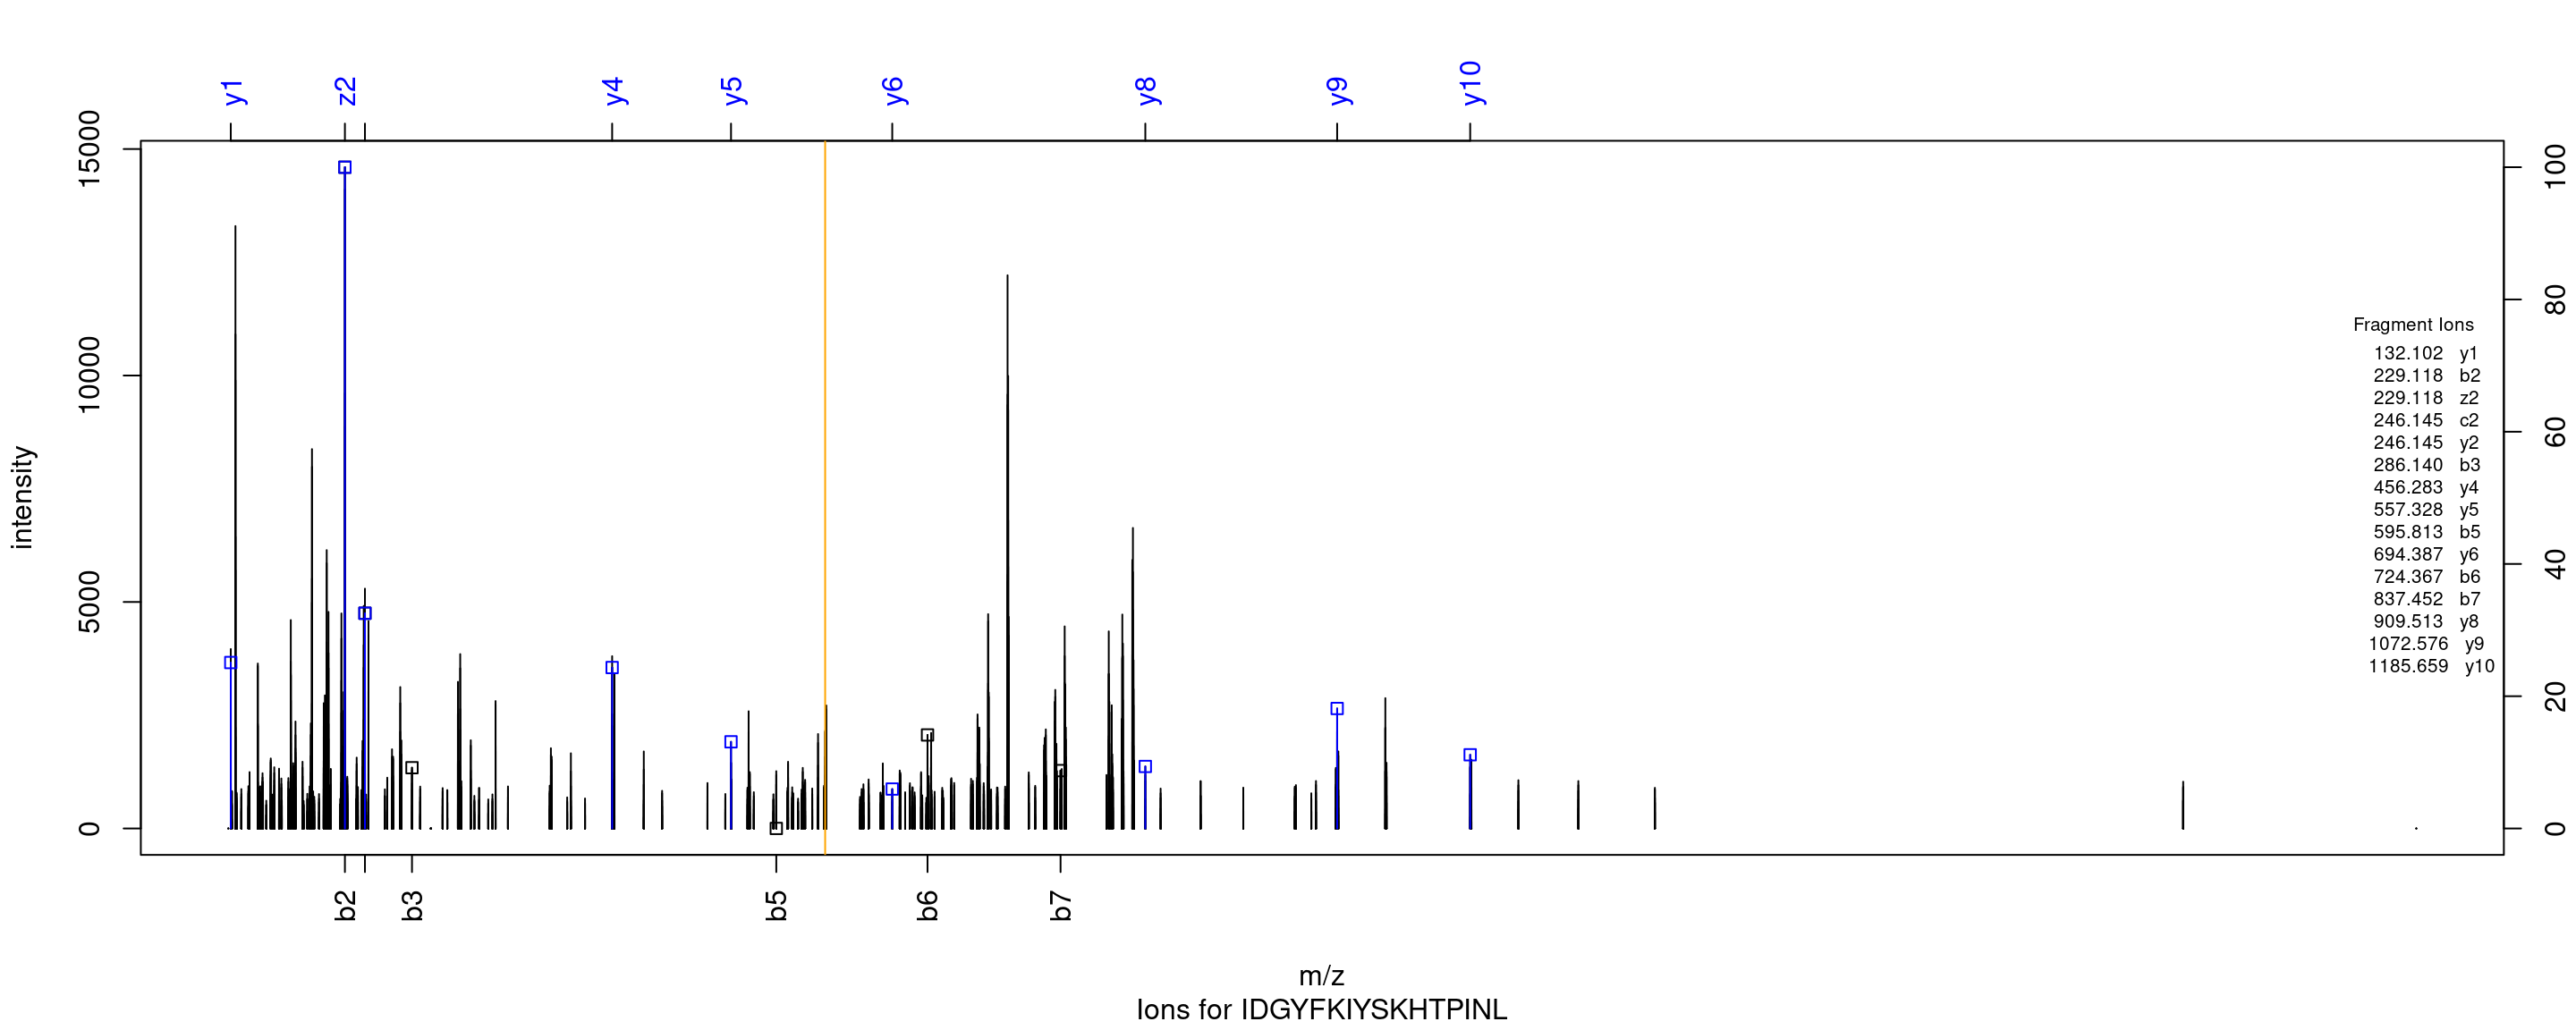 y1 z2 y4 y5 y6 y8 y9 y10
15000
10000
5000
0
intensity
100
80
60
40
20
0
Fragment Ions
132.102 y1
229.118 b2
229.118 z2
246.145 c2
246.145 y2
286.140 b3
456.283 y4
557.328 y5
595.813 b5
694.387 y6
724.367 b6
837.452 b7
909.513 y8
1072.576 y9
1185.659 y10
b2 b3 b5 b6 b7
m/z
Ions for IDGYFKIYSKHTPINL